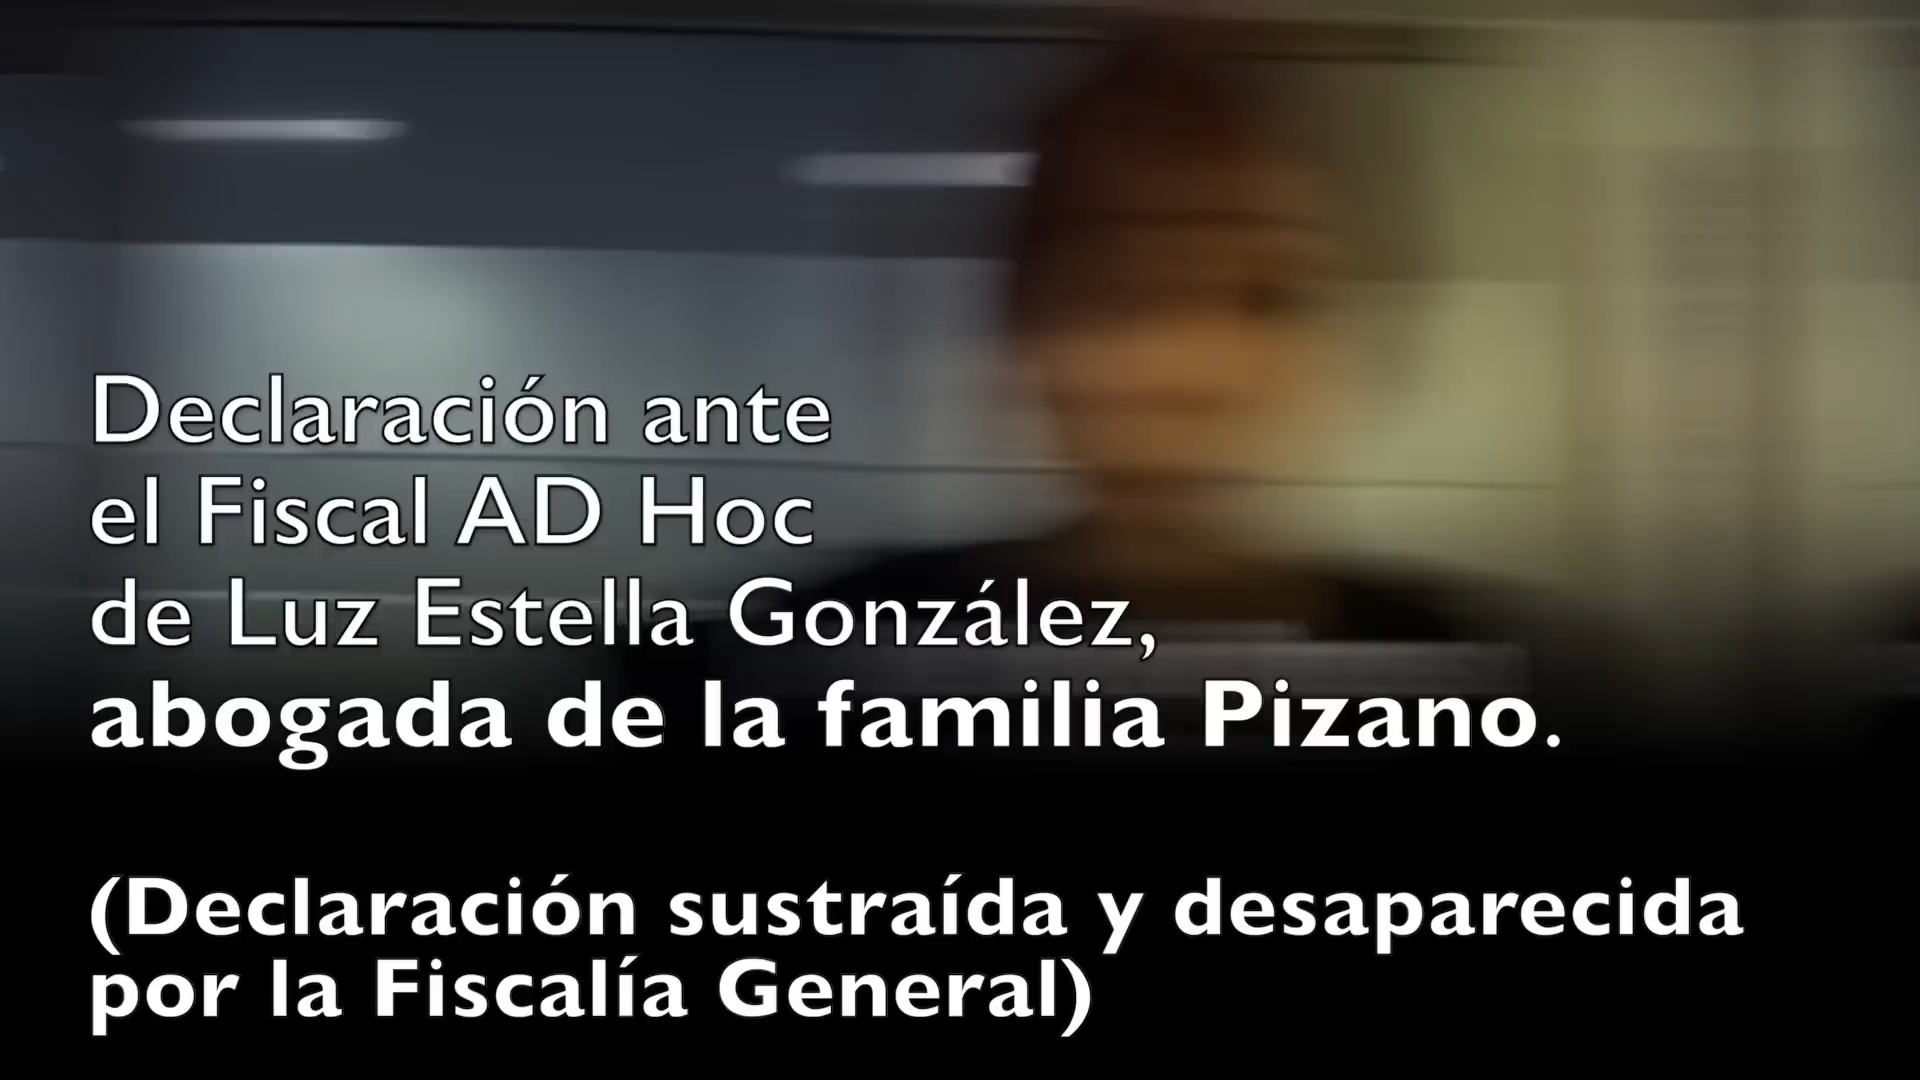 Declaración ante
el Fiscal AD Hoc
de Luz Estella González,
abogada de la familia Pizano.
(Declaración sustraída y desaparecida
por la Fiscalía General)